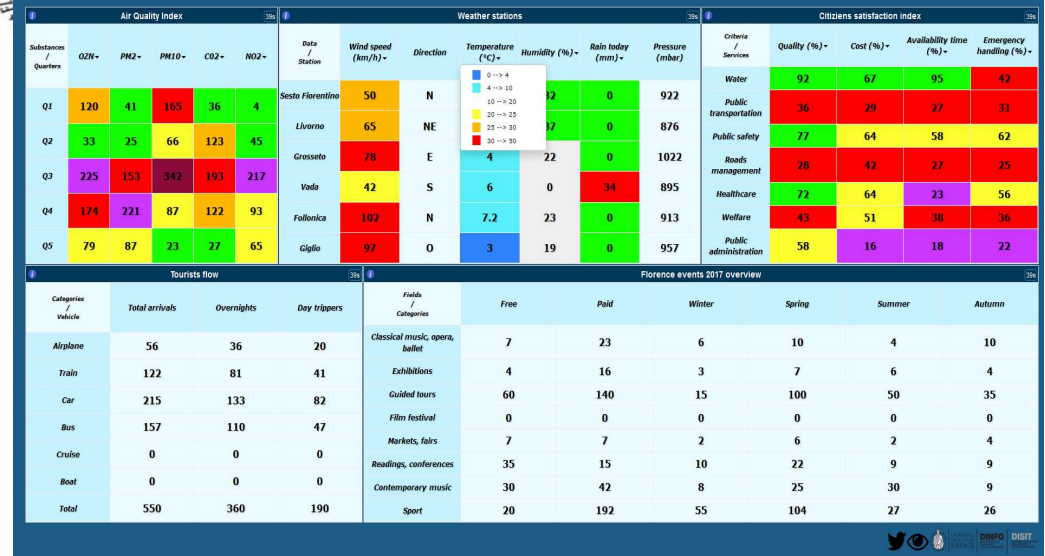 Air Quality Index 39s
Substances / Quarters OZN PM2 PM10 CO2 NO2
Q1 120 41 165 36 4
Q2 33 25 66 123 45
Q3 225 153 342 193 217
Q4 174 221 87 122 93
Q5 79 87 23 27 65
Weather stations 39s
Data / Station Wind speed (km/h) Direction Temperature (°C) Humidity (%) Rain today (mm) Pressure (mbar)
0 --> 4
4 --> 10
10 --> 20
20 --> 25
25 --> 30
30 --> 50
Sesto Fiorentino 50 N 0 922
Livorno 65 NE 0 876
Grosseto 78 E 4 22 0 1022
Vada 42 S 6 0 34 895
Follonica 102 N 7.2 23 0 913
Giglio 97 O 3 19 0 957
Citiziens satisfaction index 39s
Criteria / Services Quality (%) Cost (%) Availability time (%) Emergency handling (%)
Water 92 67 95 42
Public transportation 36 29 27 31
Public safety 77 64 58 62
Roads management 28 42 27 25
Healthcare 72 64 23 56
Welfare 43 51 38 36
Public administration 58 16 18 22
Tourists flow 39s
Categories / Vehicle Total arrivals Overnights Day trippers
Airplane 56 36 20
Train 122 81 41
Car 215 133 82
Bus 157 110 47
Cruise 0 0 0
Boat 0 0 0
Total 550 360 190
Florence events 2017 overview 39s
Fields / Categories Free Paid Winter Spring Summer Autumn
Classical music, opera, ballet 7 23 6 10 4 10
Exhibitions 4 16 3 7 6 4
Guided tours 60 140 15 100 50 35
Film festival 0 0 0 0 0 0
Markets, fairs 7 7 2 6 2 4
Readings, conferences 35 15 10 22 9 9
Contemporary music 30 42 8 25 30 9
Sport 20 192 55 104 27 26
DINFO DISIT